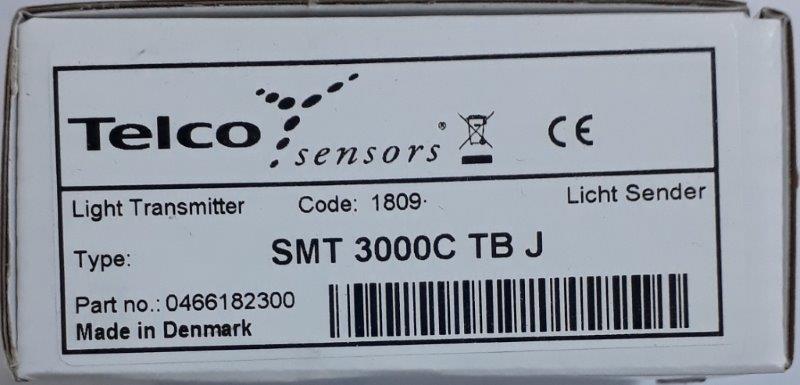 Telco sensors ® CE
Light Transmitter Code: 1809 Licht Sender
Type: SMT 3000C TB J
Part no.: 0466182300
Made in Denmark